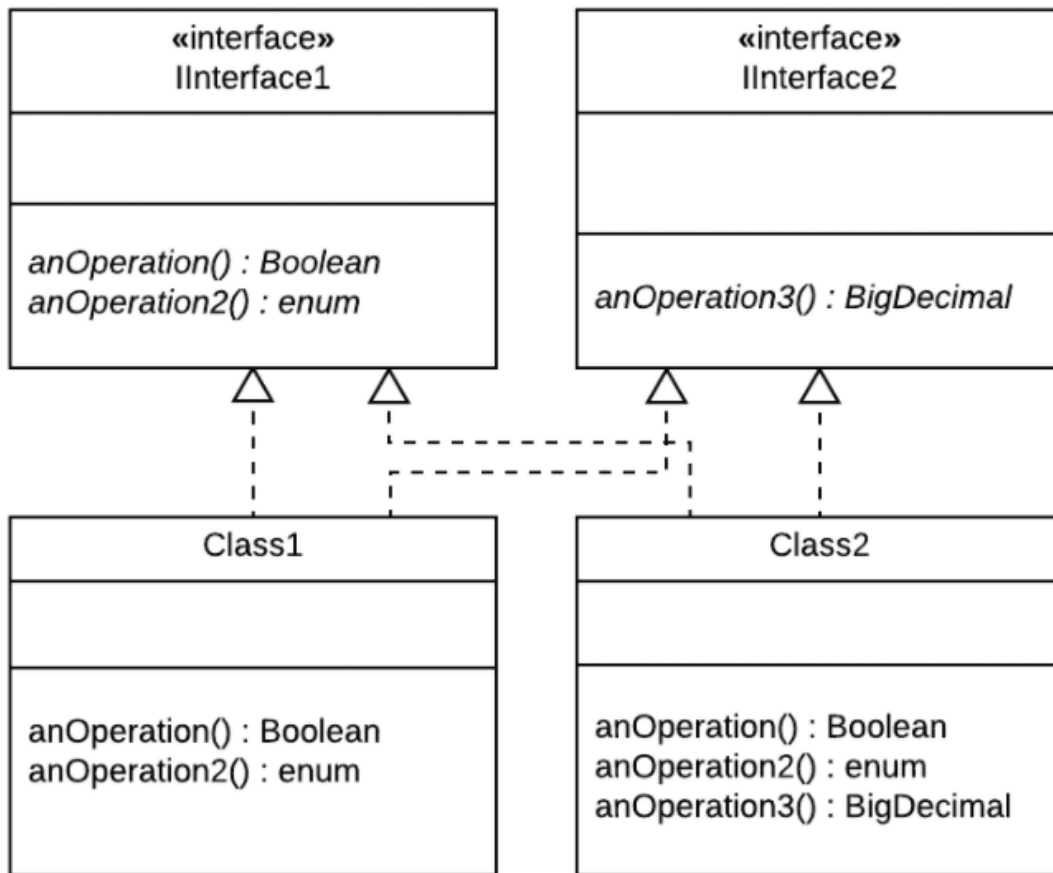 «interface»
IInterface1
anOperation() : Boolean
anOperation2() : enum
«interface»
IInterface2
anOperation3() : BigDecimal
Class1
anOperation() : Boolean
anOperation2() : enum
Class2
anOperation() : Boolean
anOperation2() : enum
anOperation3() : BigDecimal